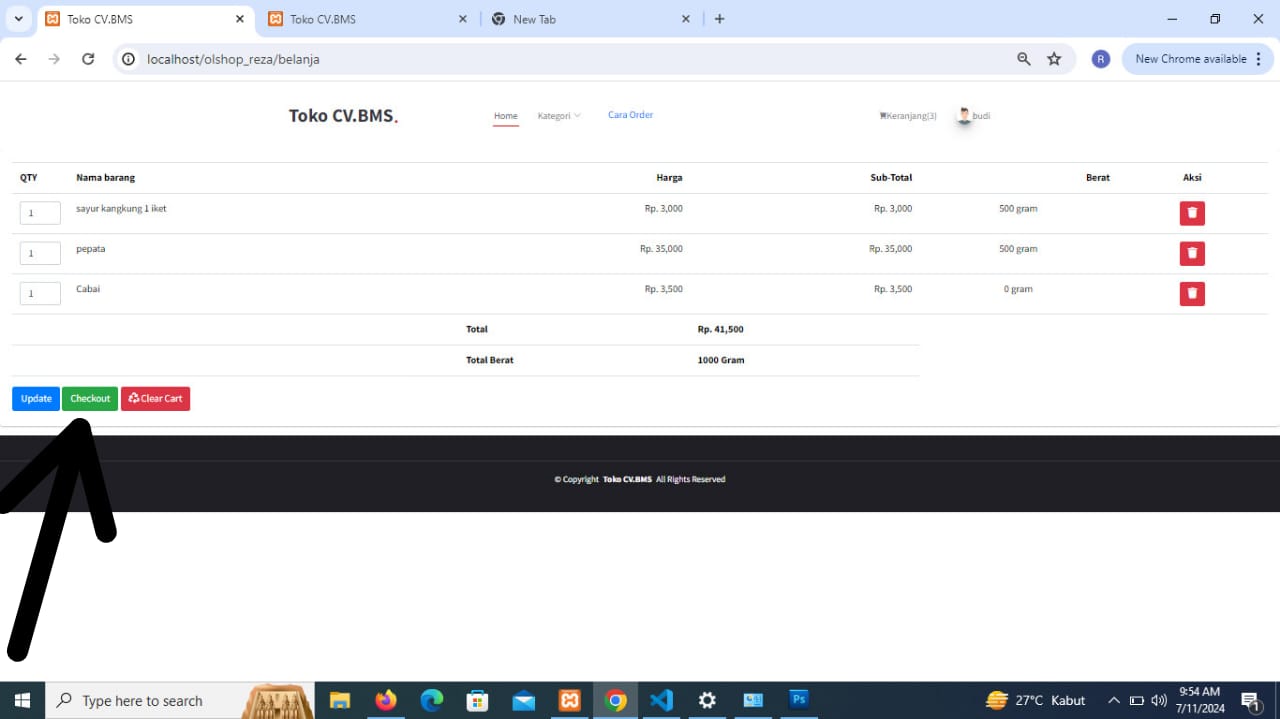 Toko CV.BMS
Toko CV.BMS
New Tab
localhost/olshop_reza/belanja
R
New Chrome available
Toko CV.BMS.
Home
Kategori
Cara Order
Keranjang(3)
budi
QTY Nama barang Harga Sub-Total Berat Aksi
1 sayur kangkung 1 iket Rp. 3,000 Rp. 3,000 500 gram
1 pepata Rp. 35,000 Rp. 35,000 500 gram
1 Cabai Rp. 3,500 Rp. 3,500 0 gram
Total Rp. 41,500
Total Berat 1000 Gram
Update Checkout Clear Cart
© Copyright Toko CV.BMS All Rights Reserved
Type here to search
Ps
27°C Kabut
9:54 AM
7/11/2024
1